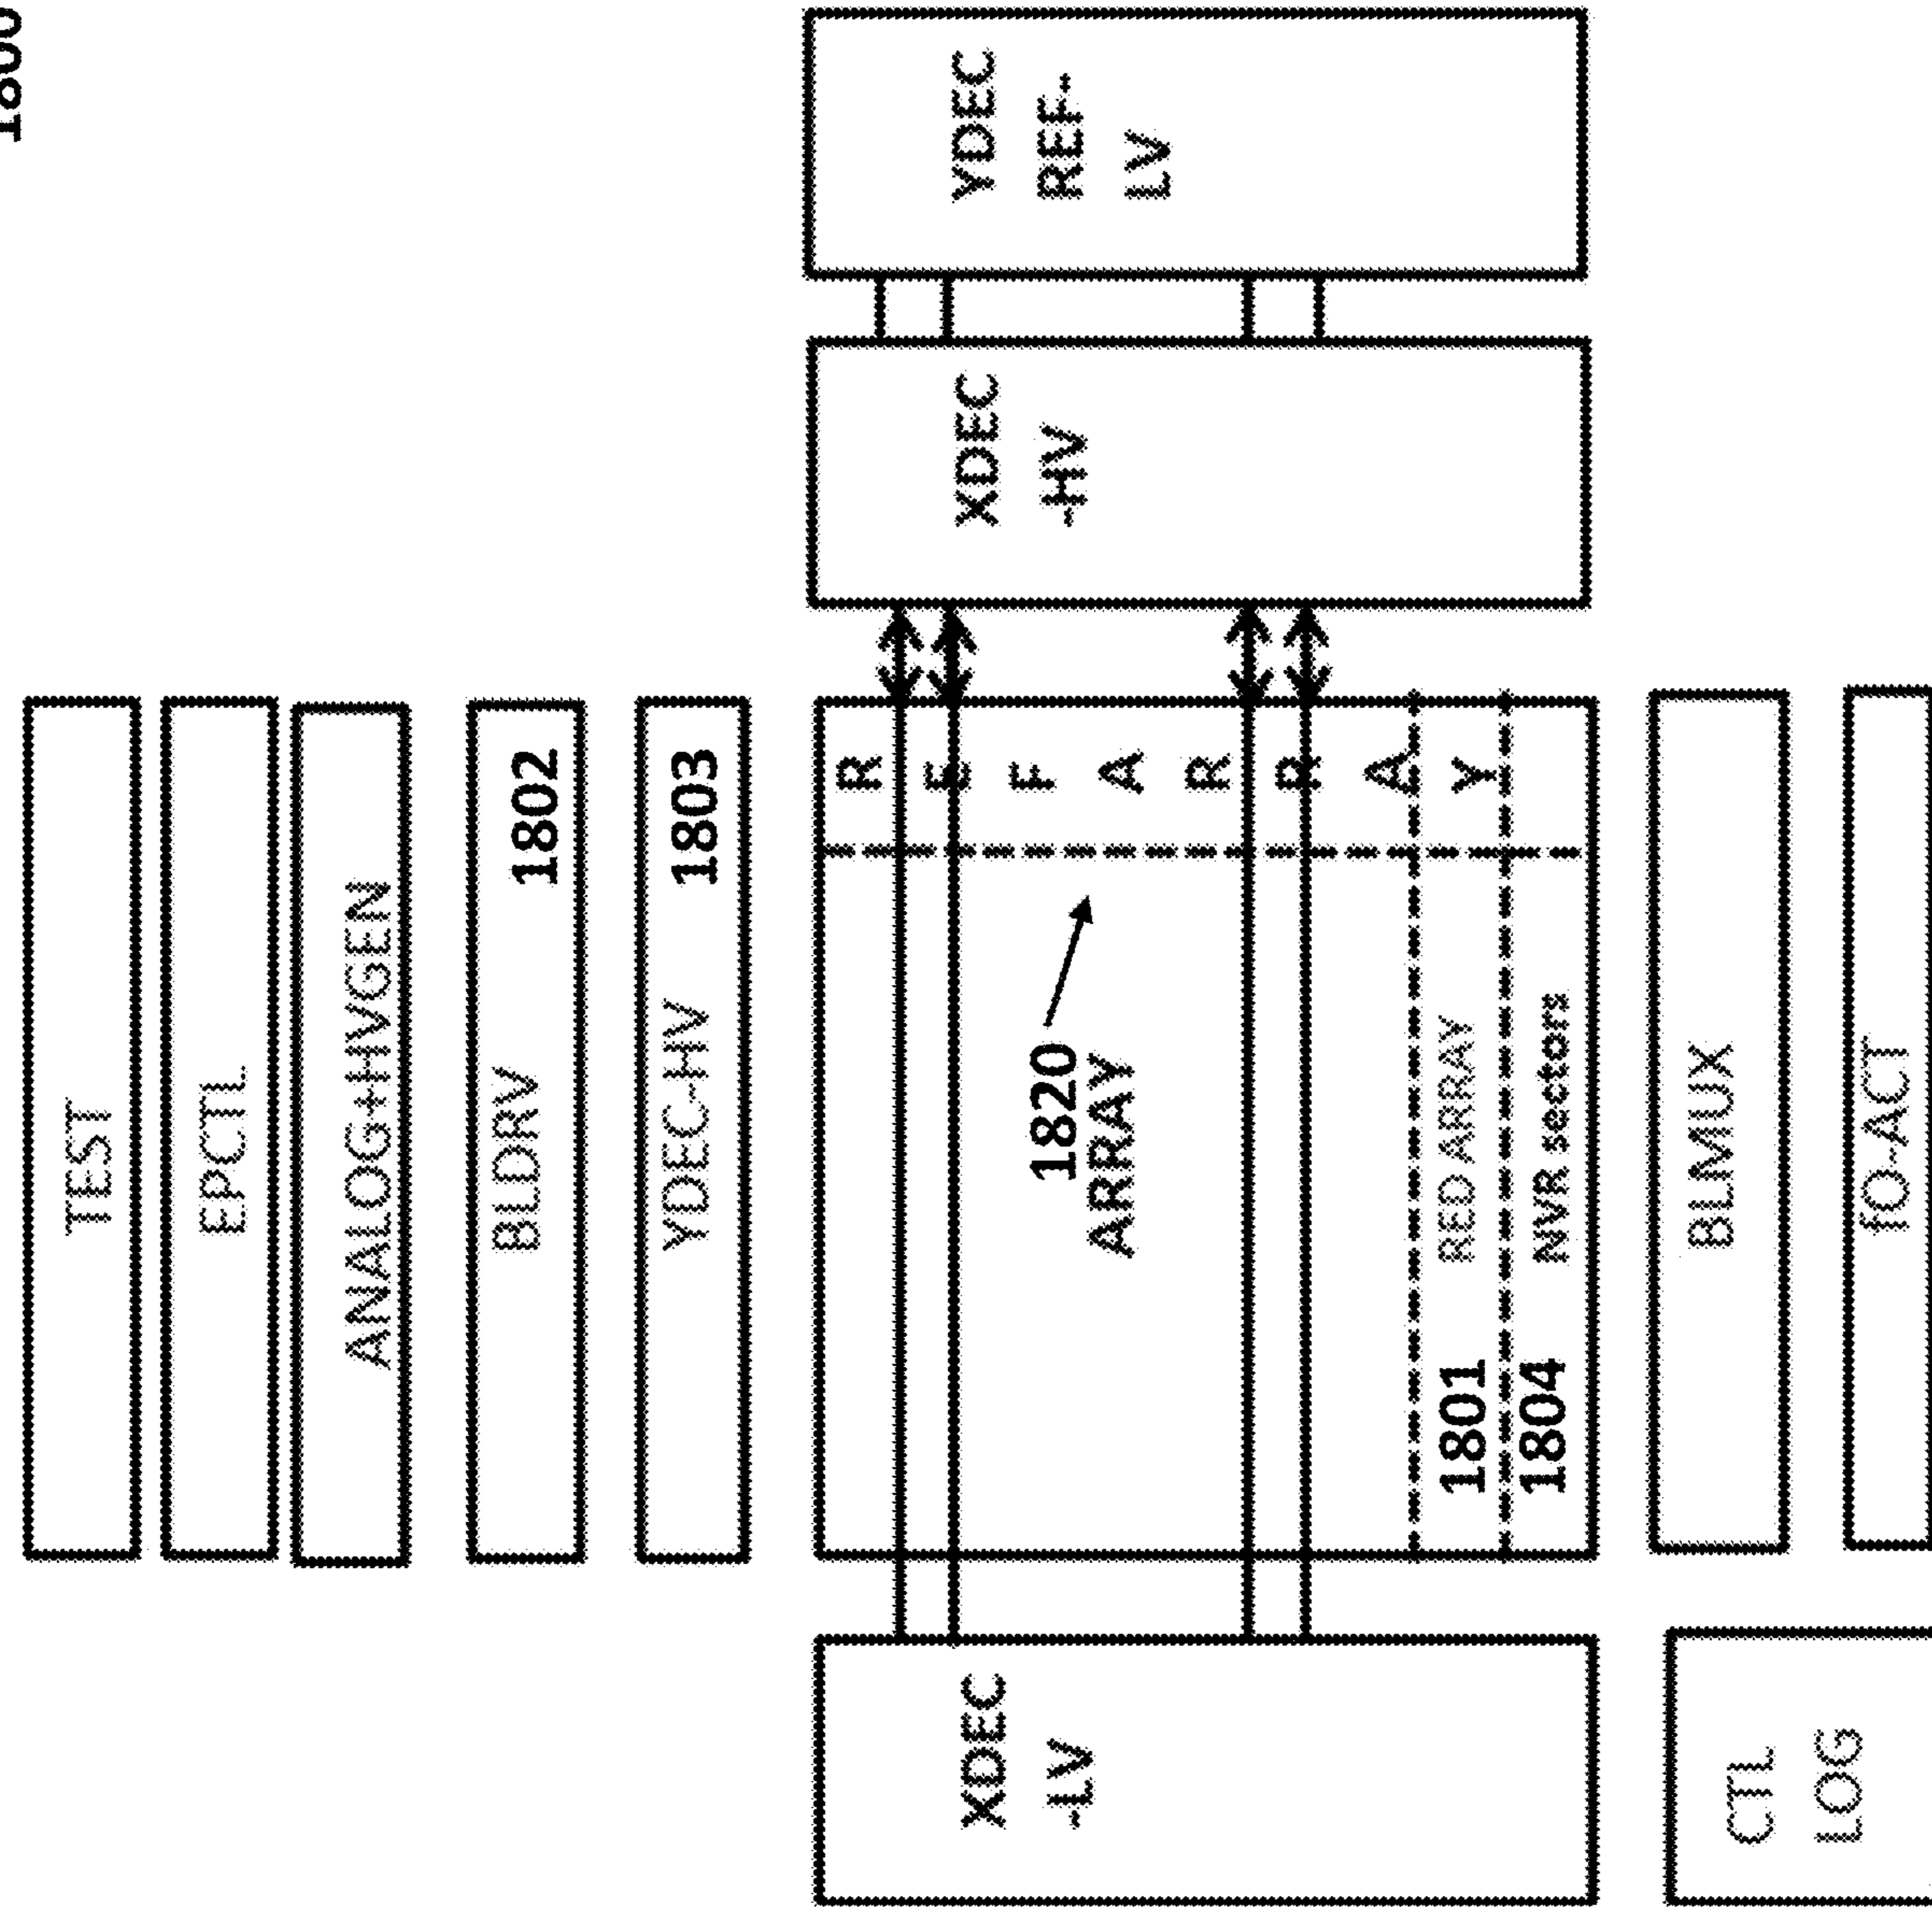 1800
TEST
EPCTL
ANALOG+HVGEN
BLDRV 1802
YDEC-HV 1803
XDEC
-LV
1820
ARRAY
1801 RED ARRAY
1804 NVR sectors
R
E
F
A
R
R
A
Y
XDEC
-HV
YDEC
REF-
LV
BLMUX
CTL
LOG
IO-ACT